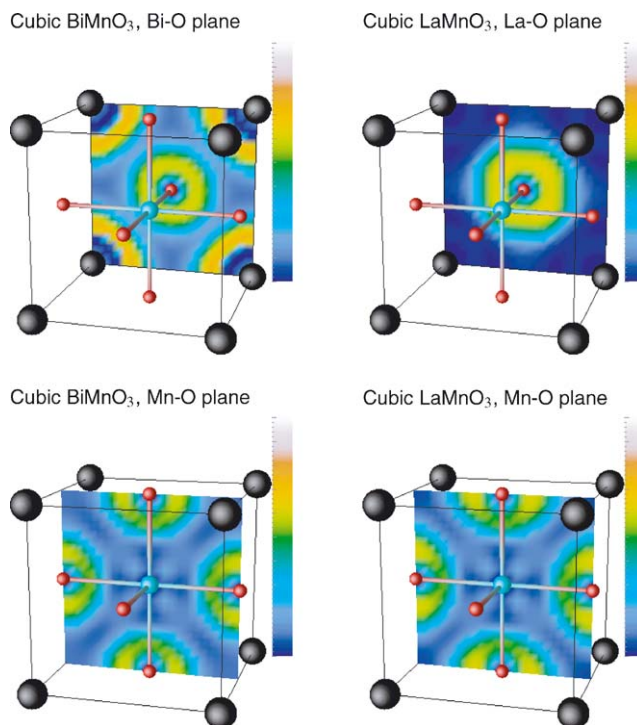 Cubic BiMnO₃, Bi-O plane
Cubic LaMnO₃, La-O plane
Cubic BiMnO₃, Mn-O plane
Cubic LaMnO₃, Mn-O plane